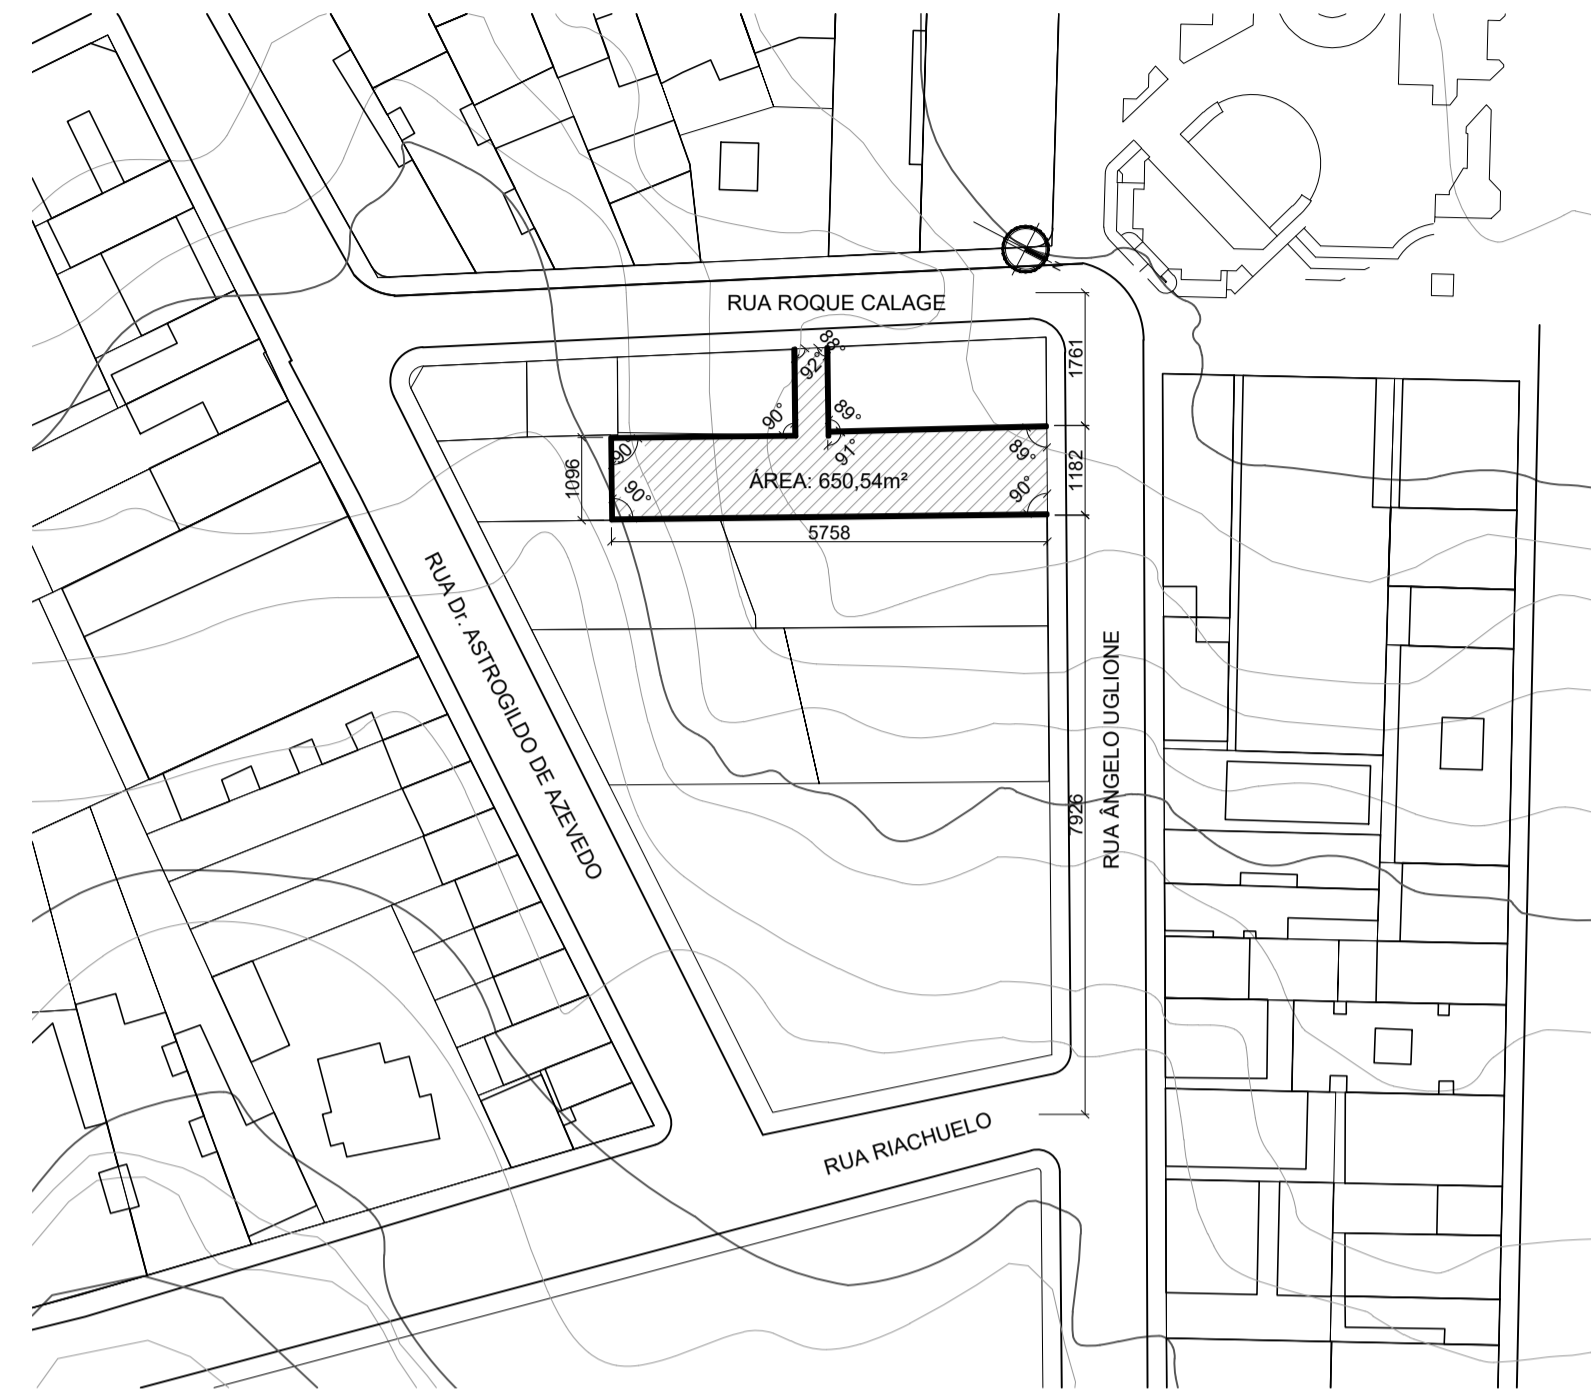 RUA ROQUE CALAGE
88°
92°
1761
90°
89°
90°
91°
89°
1096
ÁREA: 650,54m²
1182
90°
90°
5758
RUA Dr. ASTROGILDO DE AZEVEDO
RUA ÂNGELO UGLIONE
7926
RUA RIACHUELO